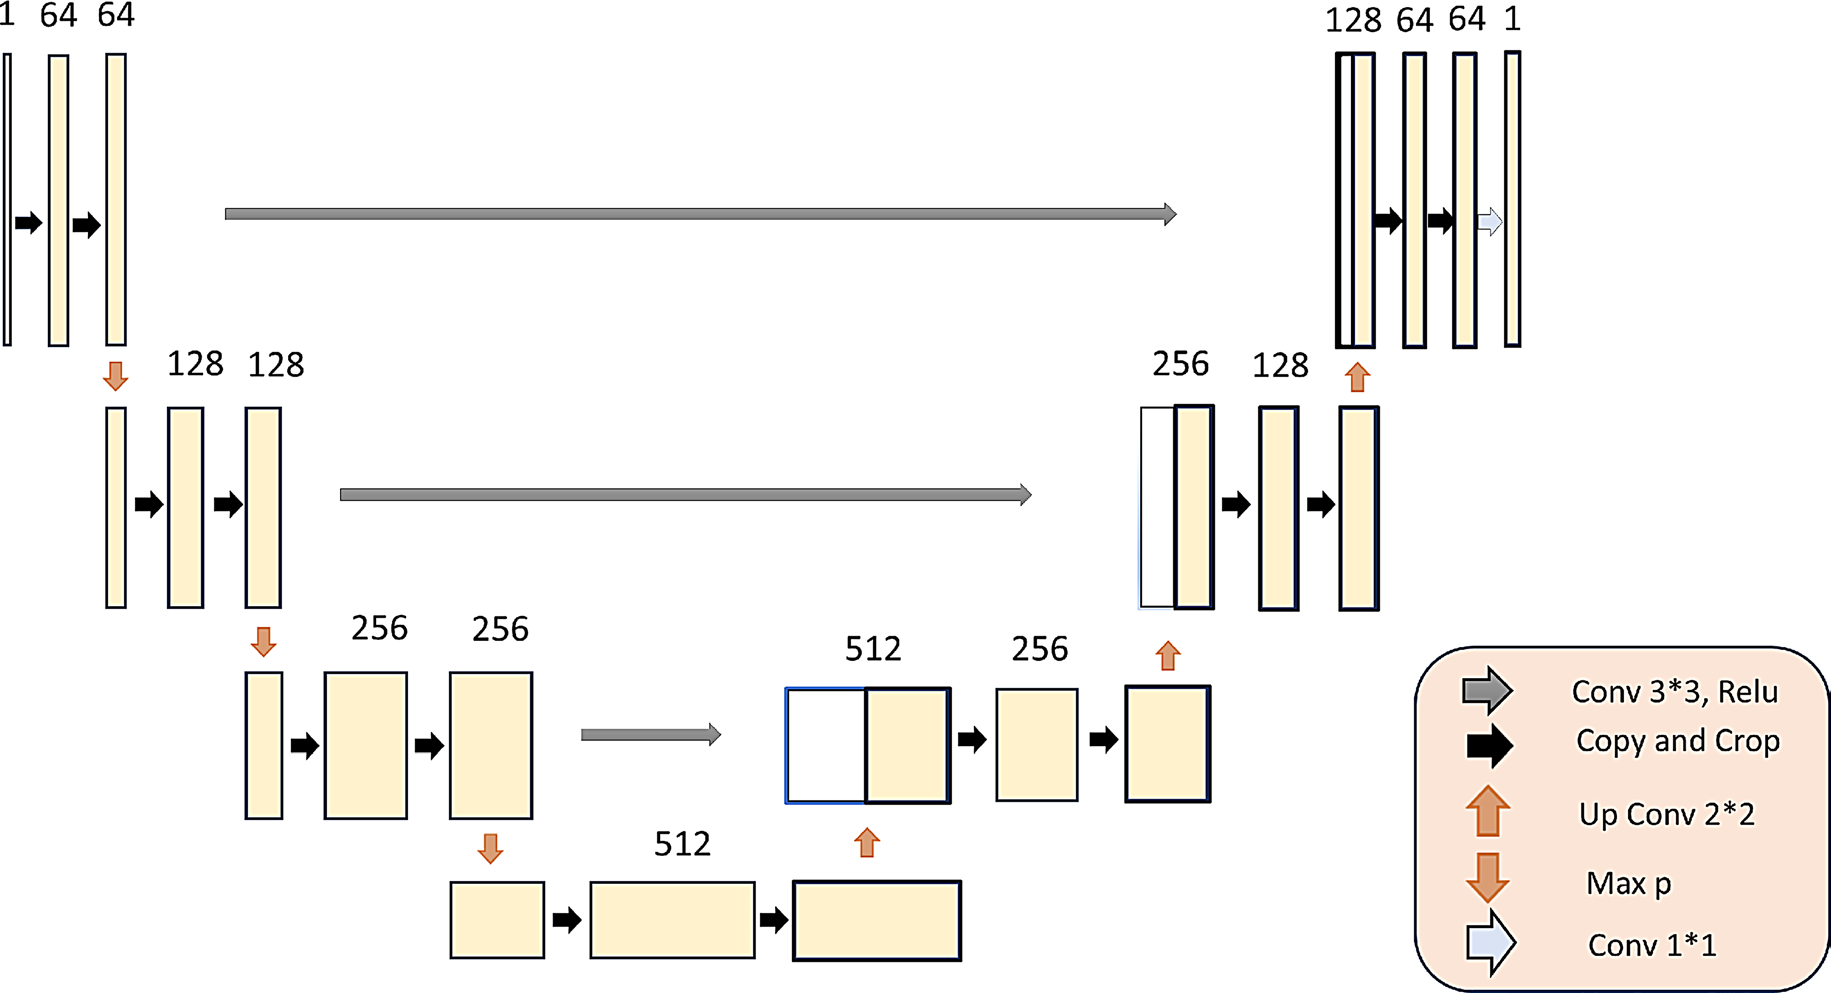 1 64 64
128 64 64 1
128 128
256 128
256 256
512 256
512
Conv 3*3, Relu
Copy and Crop
Up Conv 2*2
Max p
Conv 1*1